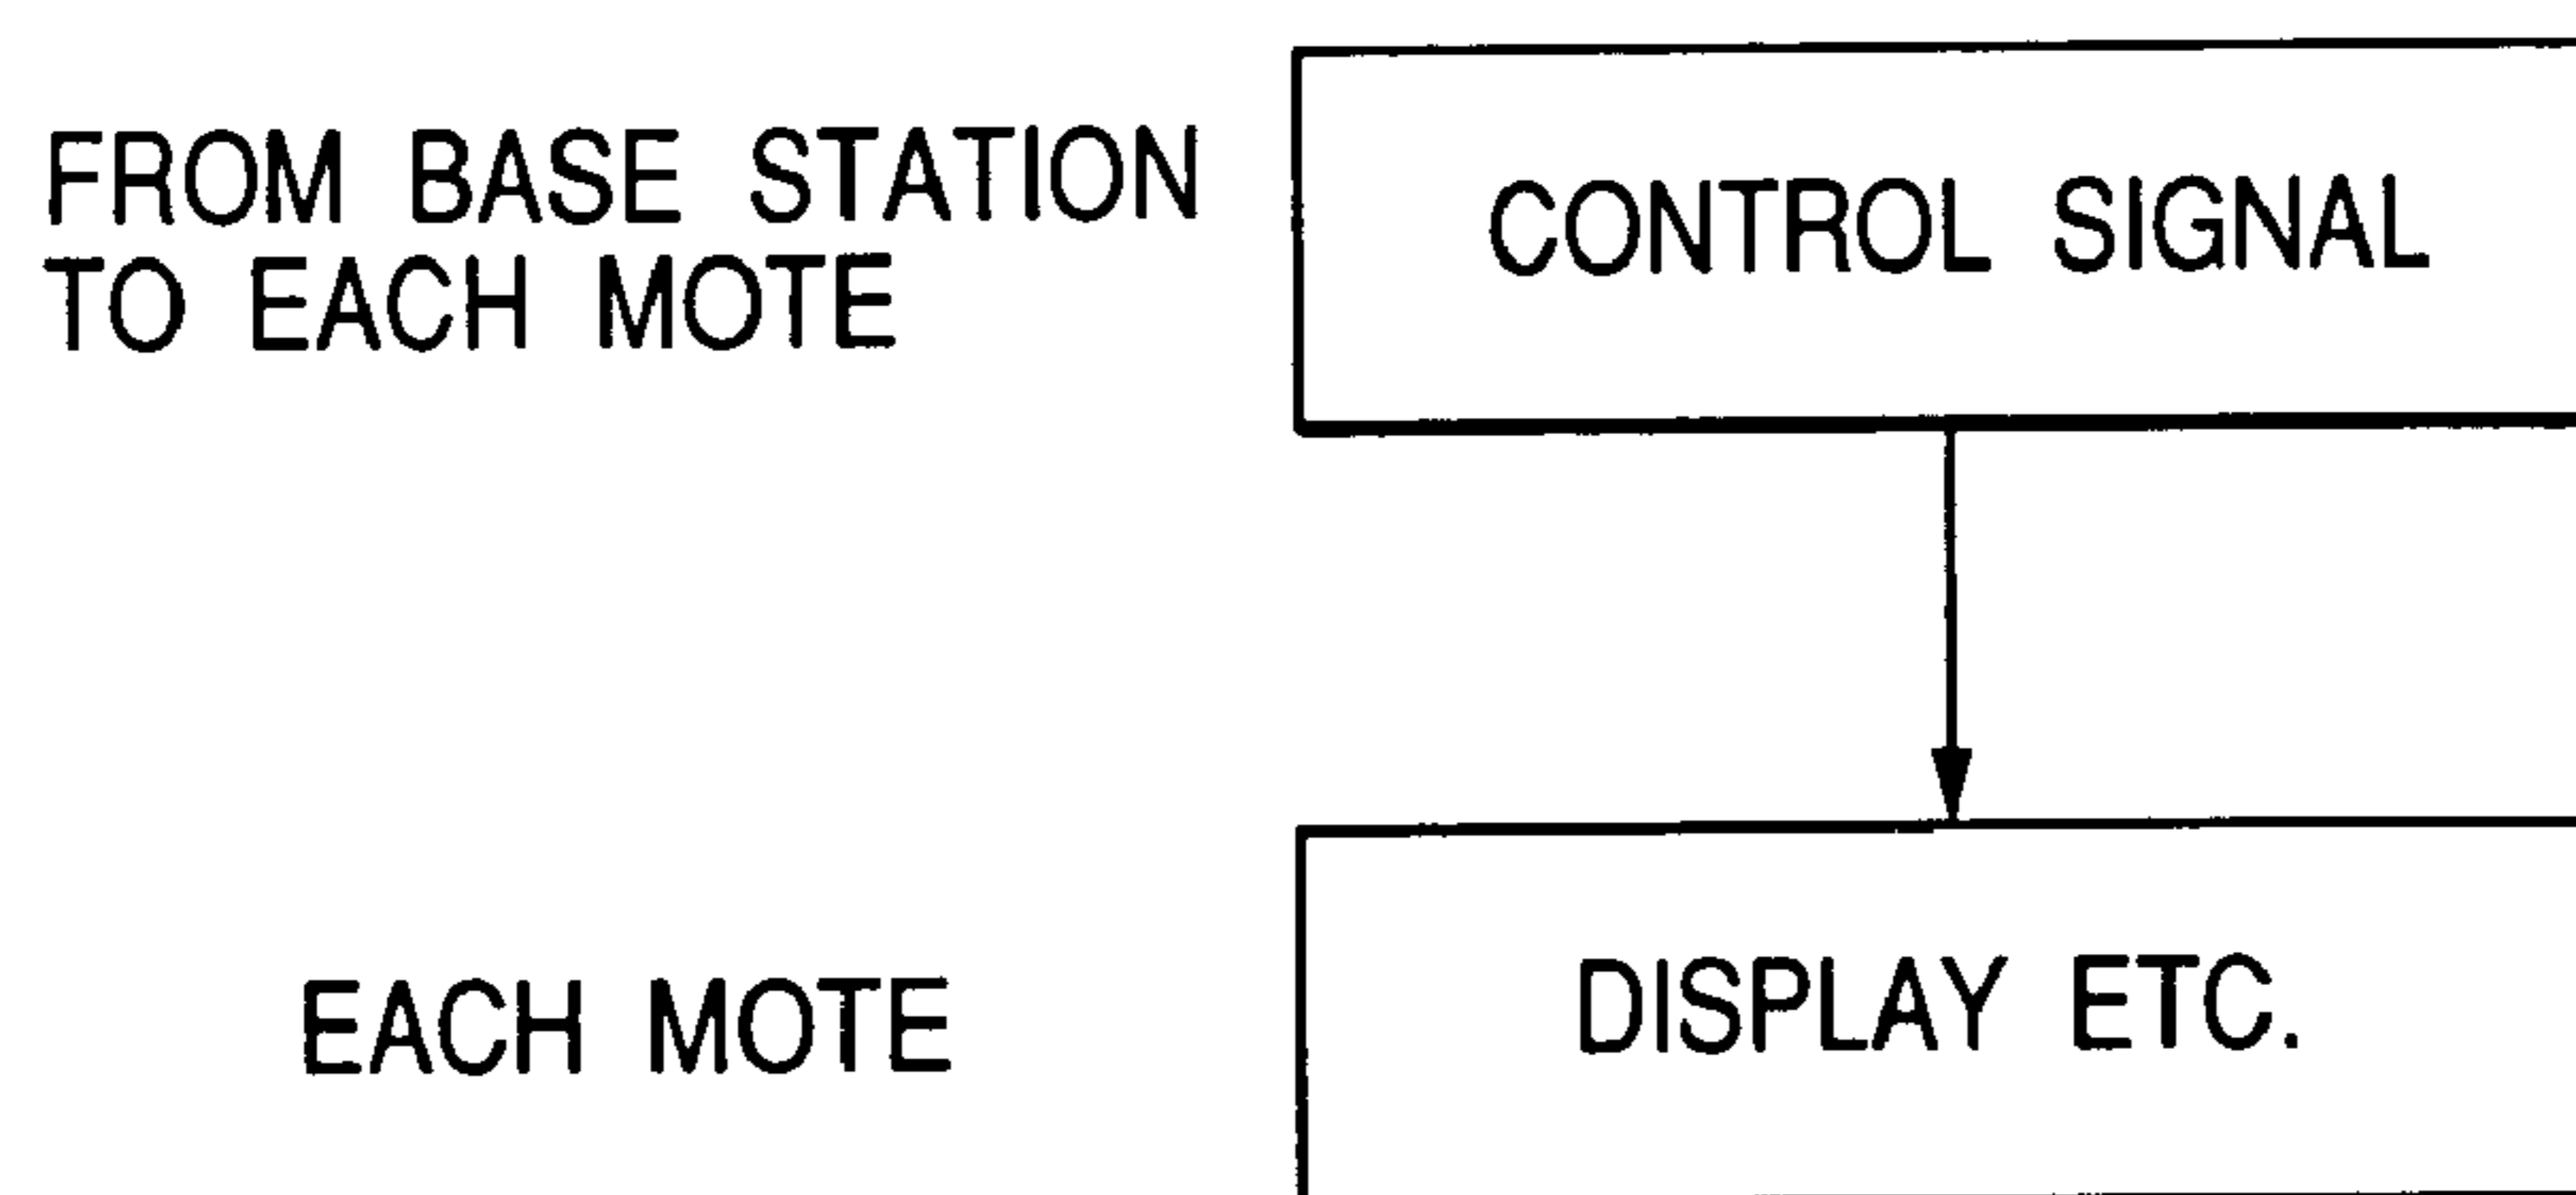 FROM BASE STATION
TO EACH MOTE
CONTROL SIGNAL
EACH MOTE
DISPLAY ETC.